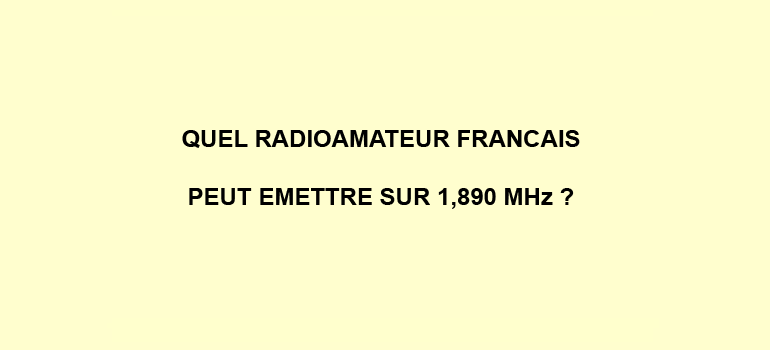 QUEL RADIOAMATEUR FRANCAIS
PEUT EMETTRE SUR 1,890 MHz ?